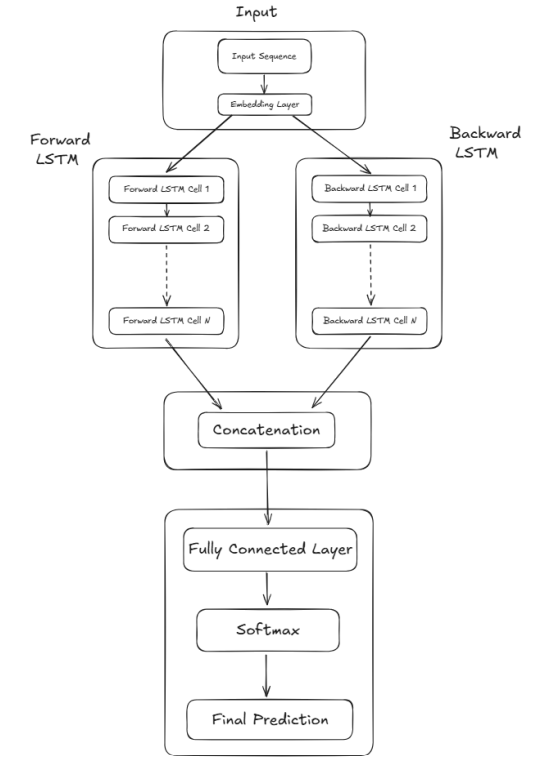 Input
Input Sequence
Embedding Layer
Forward
LSTM
Backward
LSTM
Forward LSTM Cell 1
Forward LSTM Cell 2
Forward LSTM Cell N
Backward LSTM Cell 1
Backward LSTM Cell 2
Backward LSTM Cell N
Concatenation
Fully Connected Layer
Softmax
Final Prediction